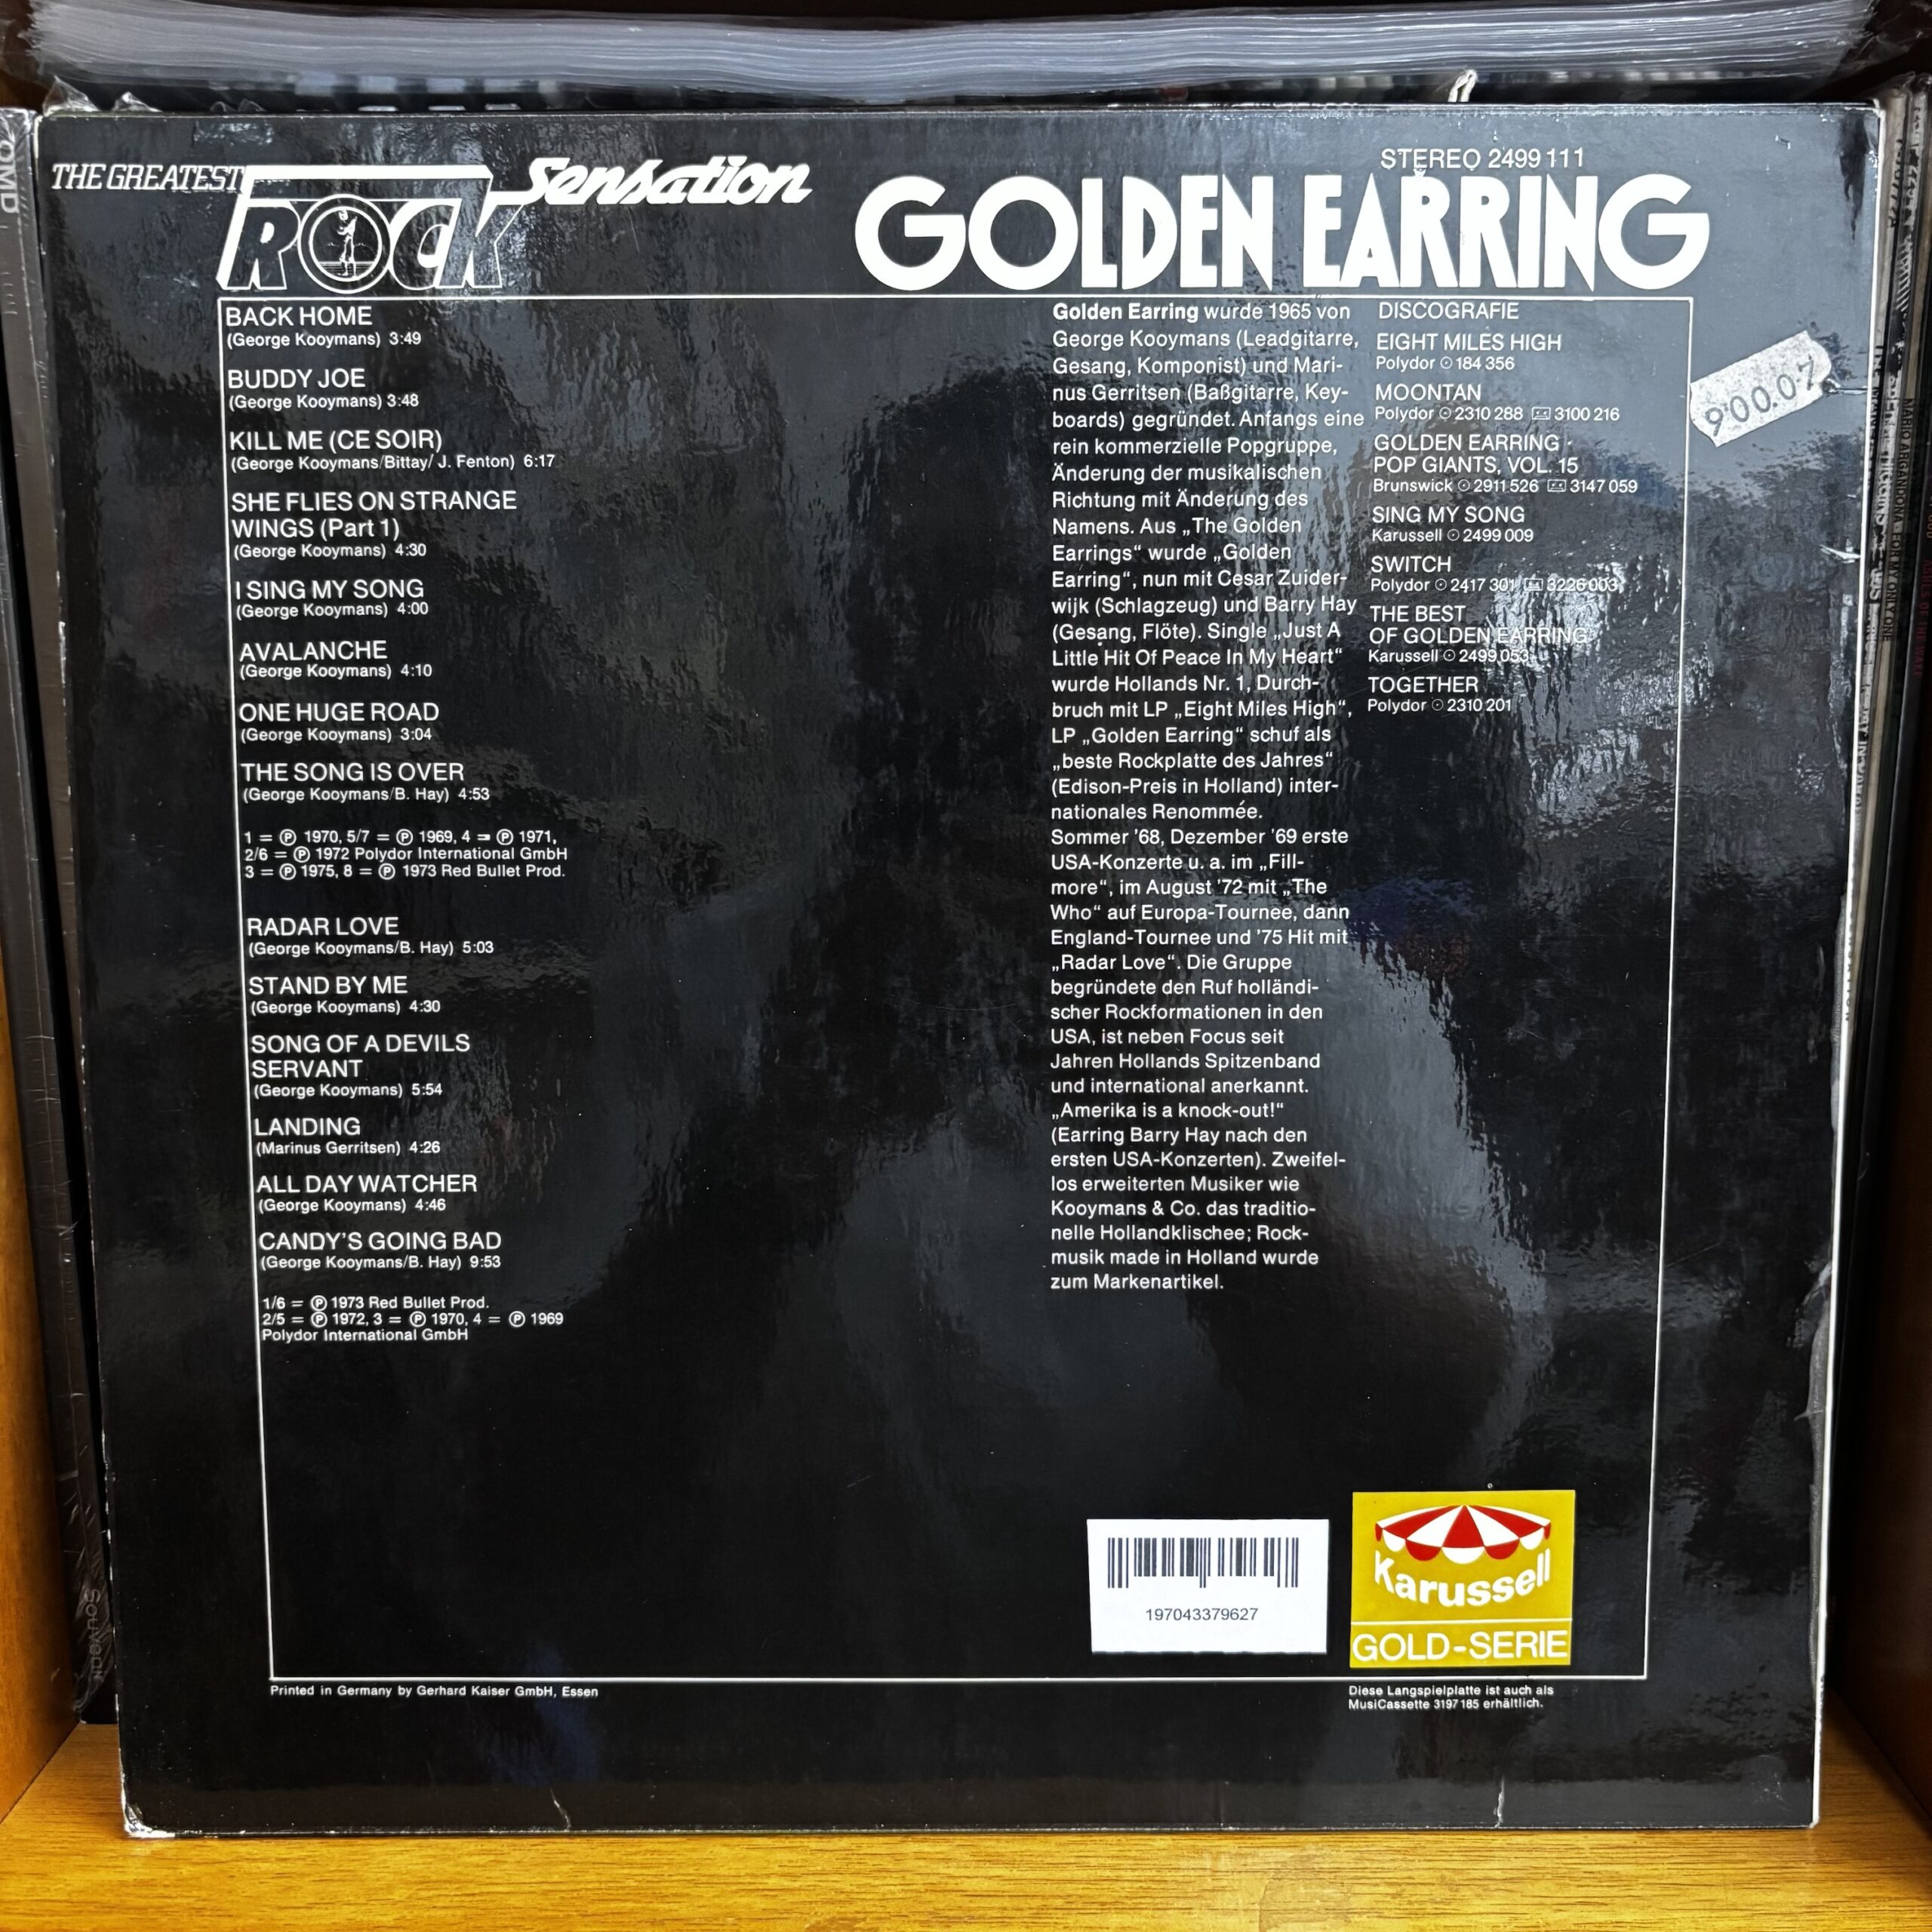 THE GREATEST
ROCK
Sensation
STEREO 2499 111
GOLDEN EARRING
BACK HOME
(George Kooymans) 3:49
BUDDY JOE
(George Kooymans) 3:48
KILL ME (CE SOIR)
(George Kooymans/Bittay/ J. Fenton) 6:17
SHE FLIES ON STRANGE
WINGS (Part 1)
(George Kooymans) 4:30
I SING MY SONG
(George Kooymans) 4:00
AVALANCHE
(George Kooymans) 4:10
ONE HUGE ROAD
(George Kooymans) 3:04
THE SONG IS OVER
(George Kooymans/B. Hay) 4:53
1 = ℗ 1970, 5/7 = ℗ 1969, 4 = ℗ 1971,
2/6 = ℗ 1972 Polydor International GmbH
3 = ℗ 1975, 8 = ℗ 1973 Red Bullet Prod.
RADAR LOVE
(George Kooymans/B. Hay) 5:03
STAND BY ME
(George Kooymans) 4:30
SONG OF A DEVILS
SERVANT
(George Kooymans) 5:54
LANDING
(Marinus Gerritsen) 4:26
ALL DAY WATCHER
(George Kooymans) 4:46
CANDY'S GOING BAD
(George Kooymans/B. Hay) 9:53
1/6 = ℗ 1973 Red Bullet Prod.
2/5 = ℗ 1972, 3 = ℗ 1970, 4 = ℗ 1969
Polydor International GmbH
Golden Earring wurde 1965 von
George Kooymans (Leadgitarre,
Gesang, Komponist) und Mari-
nus Gerritsen (Baßgitarre, Key-
boards) gegründet. Anfangs eine
rein kommerzielle Popgruppe,
Änderung der musikalischen
Richtung mit Änderung des
Namens. Aus „The Golden
Earrings“ wurde „Golden
Earring“, nun mit Cesar Zuider-
wijk (Schlagzeug) und Barry Hay
(Gesang, Flöte). Single „Just A
Little Hit Of Peace In My Heart“
wurde Hollands Nr. 1, Durch-
bruch mit LP „Eight Miles High“,
LP „Golden Earring“ schuf als
„beste Rockplatte des Jahres“
(Edison-Preis in Holland) inter-
nationales Renommée.
Sommer '68, Dezember '69 erste
USA-Konzerte u. a. im „Fill-
more“, im August '72 mit „The
Who“ auf Europa-Tournee, dann
England-Tournee und '75 Hit mit
„Radar Love“. Die Gruppe
begründete den Ruf holländi-
scher Rockformationen in den
USA, ist neben Focus seit
Jahren Hollands Spitzenband
und international anerkannt.
„Amerika is a knock-out!“
(Earring Barry Hay nach den
ersten USA-Konzerten). Zweifel-
los erweiterten Musiker wie
Kooymans & Co. das traditio-
nelle Hollandklischee; Rock-
musik made in Holland wurde
zum Markenartikel.
DISCOGRAFIE
EIGHT MILES HIGH
Polydor 184 356
MOONTAN
Polydor 2310 288 3100 216
GOLDEN EARRING ·
POP GIANTS, VOL. 15
Brunswick 2911 526 3147 059
SING MY SONG
Karussell 2499 009
SWITCH
Polydor 2417 301 3226 003
THE BEST
OF GOLDEN EARRING
Karussell 2499 053
TOGETHER
Polydor 2310 201
900.07
197043379627
Karussell
GOLD-SERIE
Printed in Germany by Gerhard Kaiser GmbH, Essen
Diese Langspielplatte ist auch als
MusiCassette 3197 185 erhältlich.
OMD